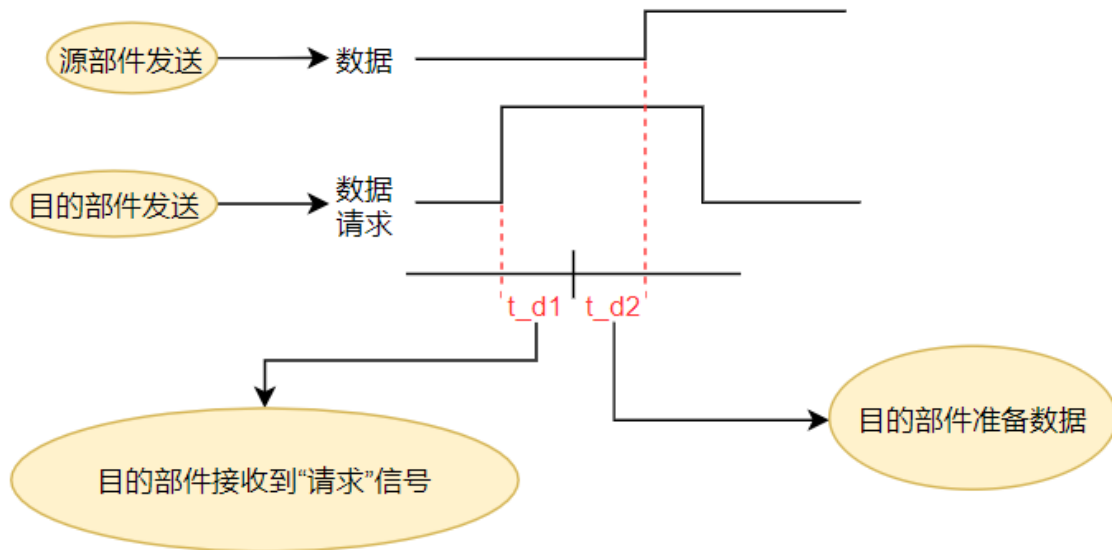 源部件发送
数据
目的部件发送
数据
请求
t_d1
t_d2
目的部件准备数据
目的部件接收到“请求”信号